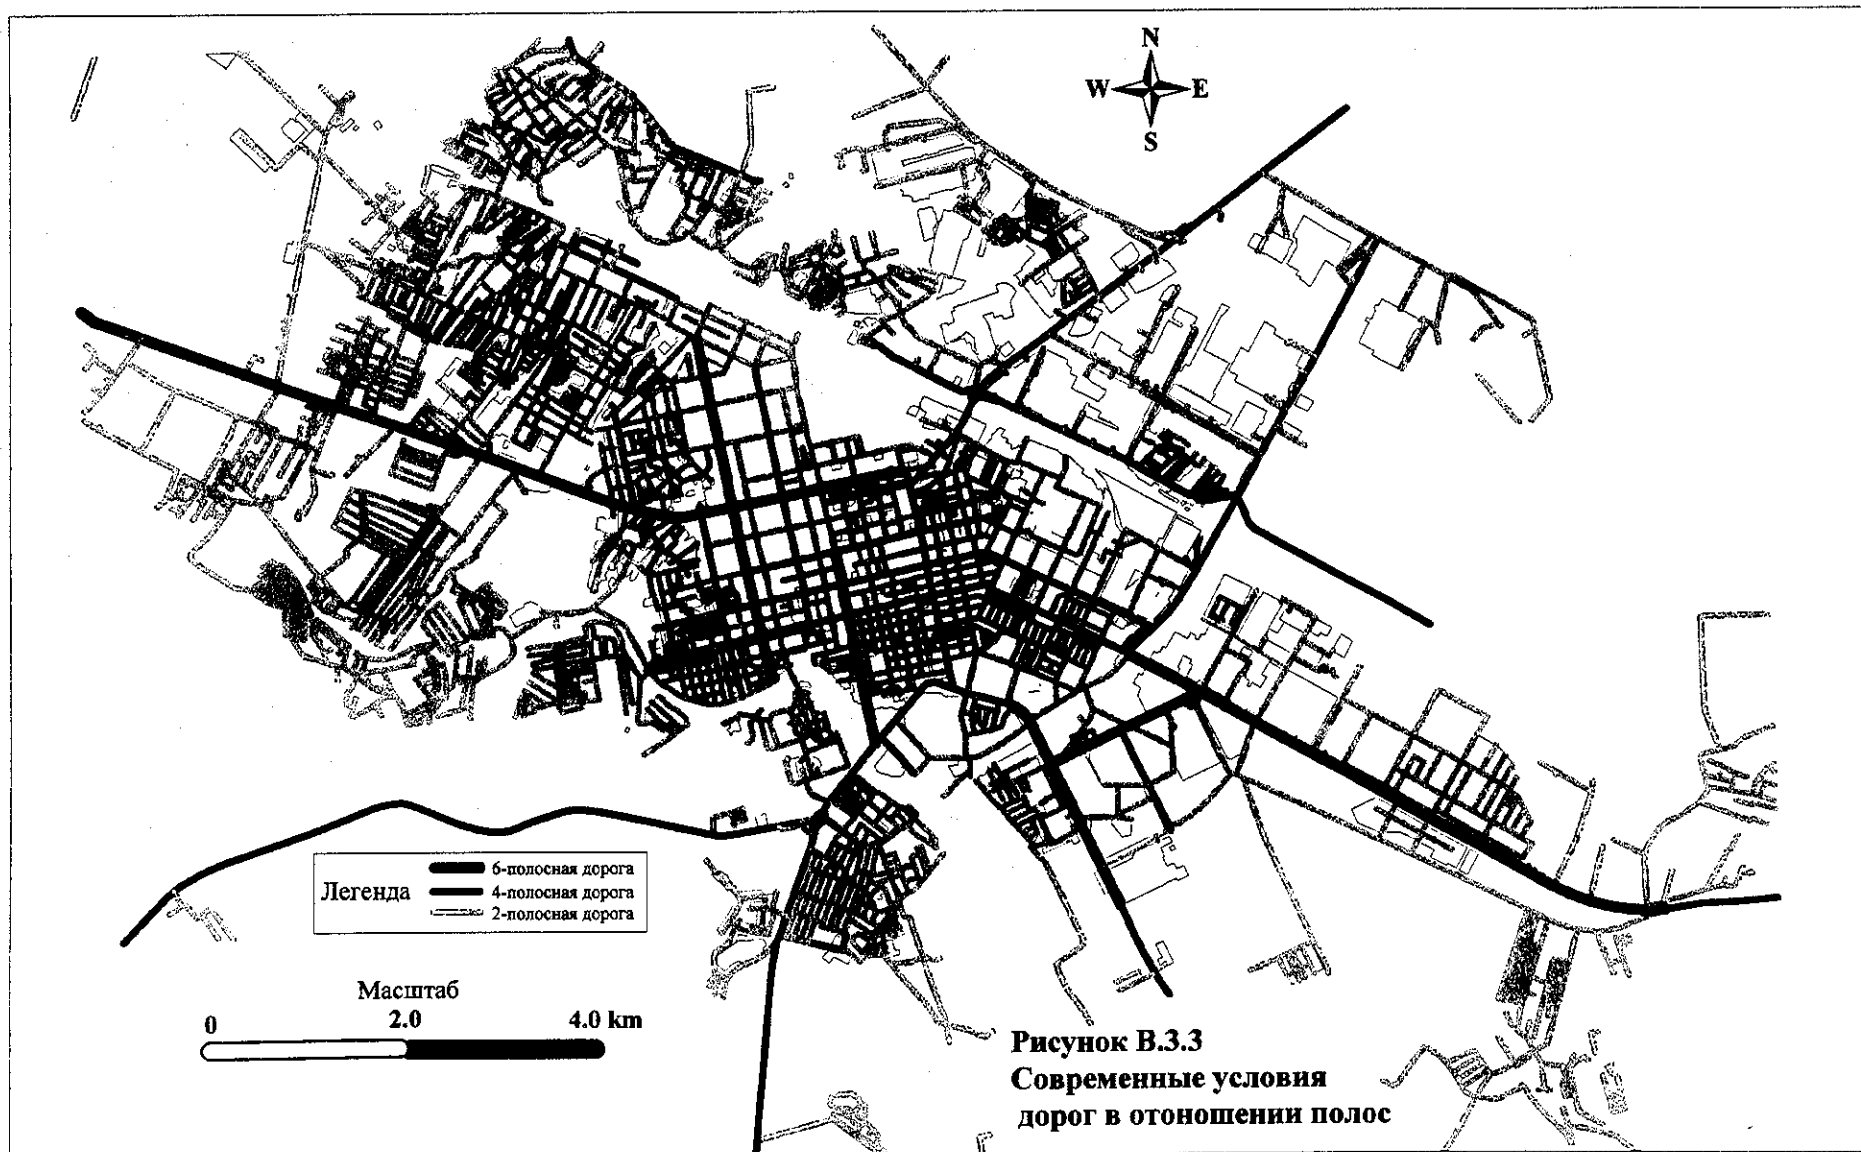 N
W E
S
Легенда
6-полосная дорога
4-полосная дорога
2-полосная дорога
Масштаб
0 2.0 4.0 km
Рисунок В.3.3
Современные условия
дорог в отоношении полос